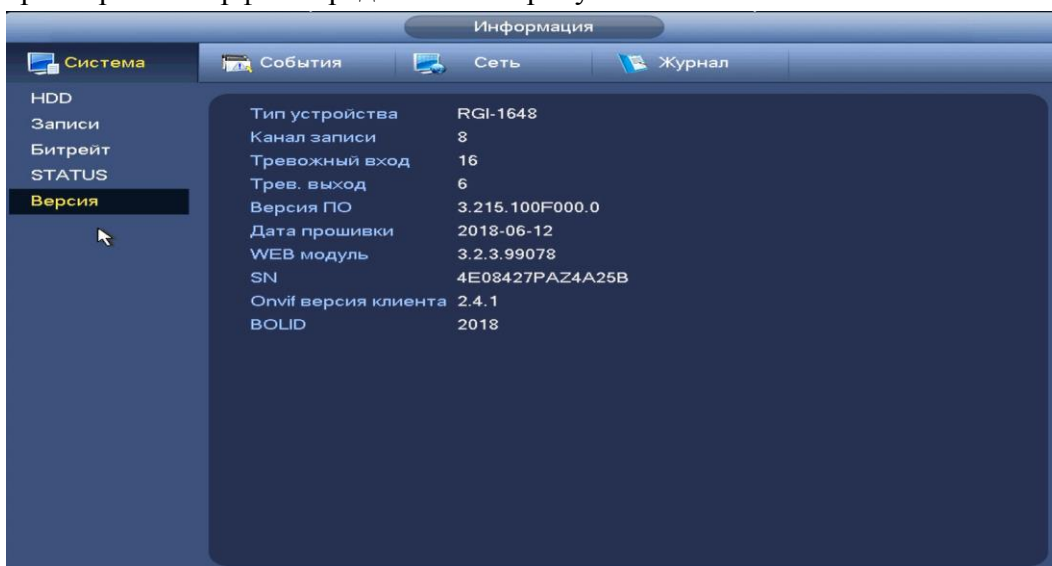 Информация
Система События Сеть Журнал
HDD
Записи
Битрейт
STATUS
Версия
Тип устройства RGI-1648
Канал записи 8
Тревожный вход 16
Трев. выход 6
Версия ПО 3.215.100F000.0
Дата прошивки 2018-06-12
WEB модуль 3.2.3.99078
SN 4E08427PAZ4A25B
Onvif версия клиента 2.4.1
BOLID 2018